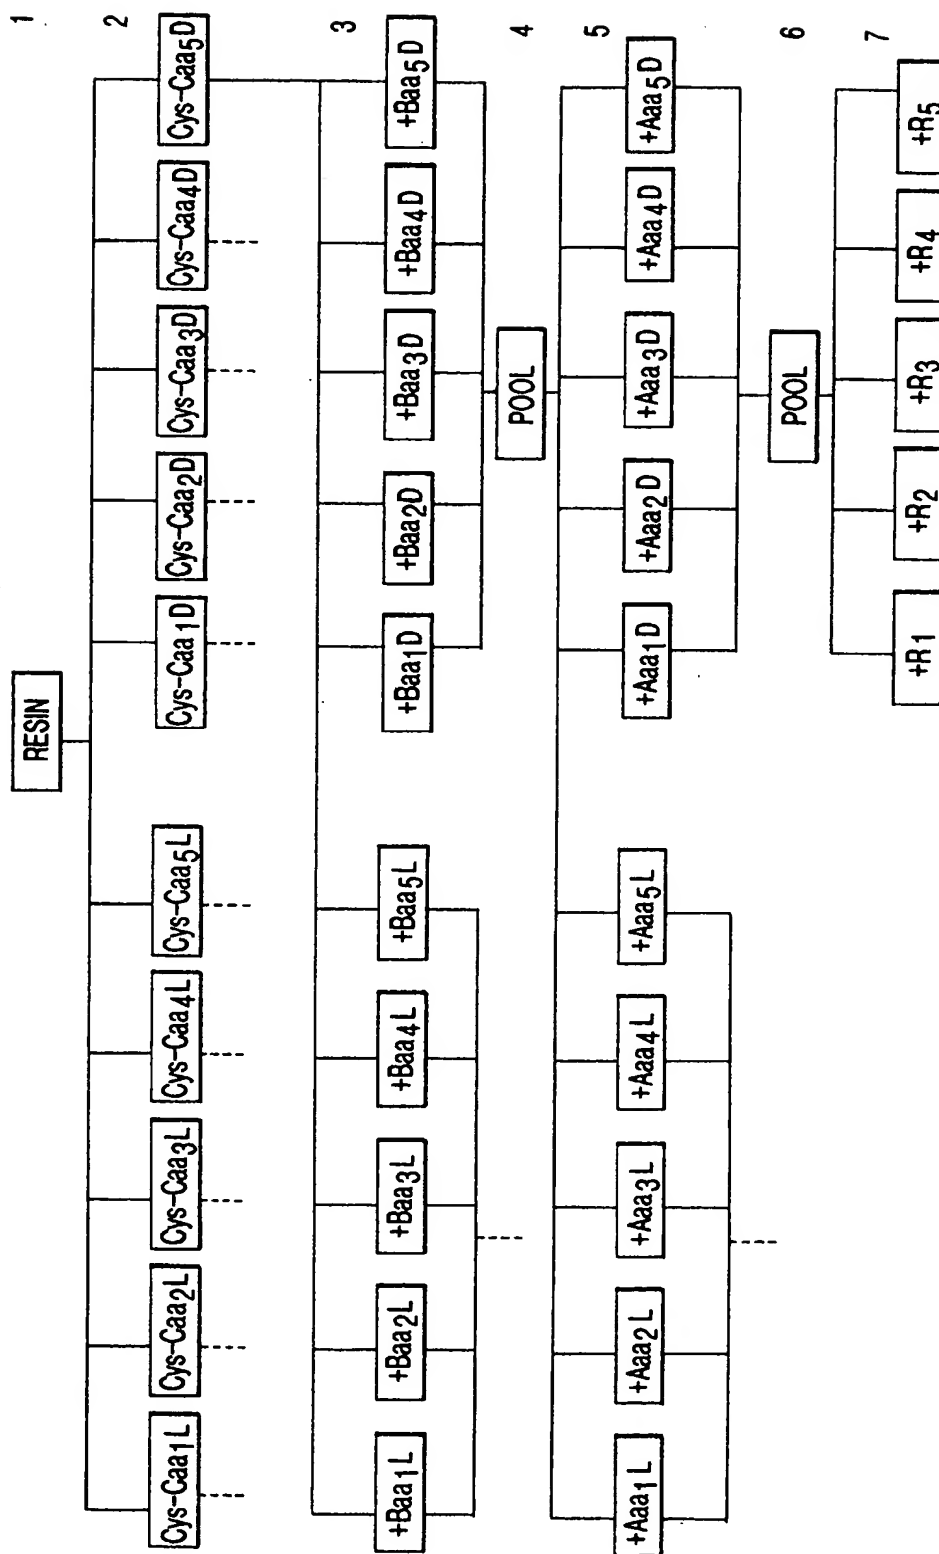 RESIN
1
Cys-Caa₁L
Cys-Caa₂L
Cys-Caa₃L
Cys-Caa₄L
Cys-Caa₅L
Cys-Caa₁D
Cys-Caa₂D
Cys-Caa₃D
Cys-Caa₄D
Cys-Caa₅D
2
+Baa₁L
+Baa₂L
+Baa₃L
+Baa₄L
+Baa₅L
+Baa₁D
+Baa₂D
+Baa₃D
+Baa₄D
+Baa₅D
3
POOL
4
+Aaa₁L
+Aaa₂L
+Aaa₃L
+Aaa₄L
+Aaa₅L
+Aaa₁D
+Aaa₂D
+Aaa₃D
+Aaa₄D
+Aaa₅D
5
POOL
6
+R₁
+R₂
+R₃
+R₄
+R₅
7